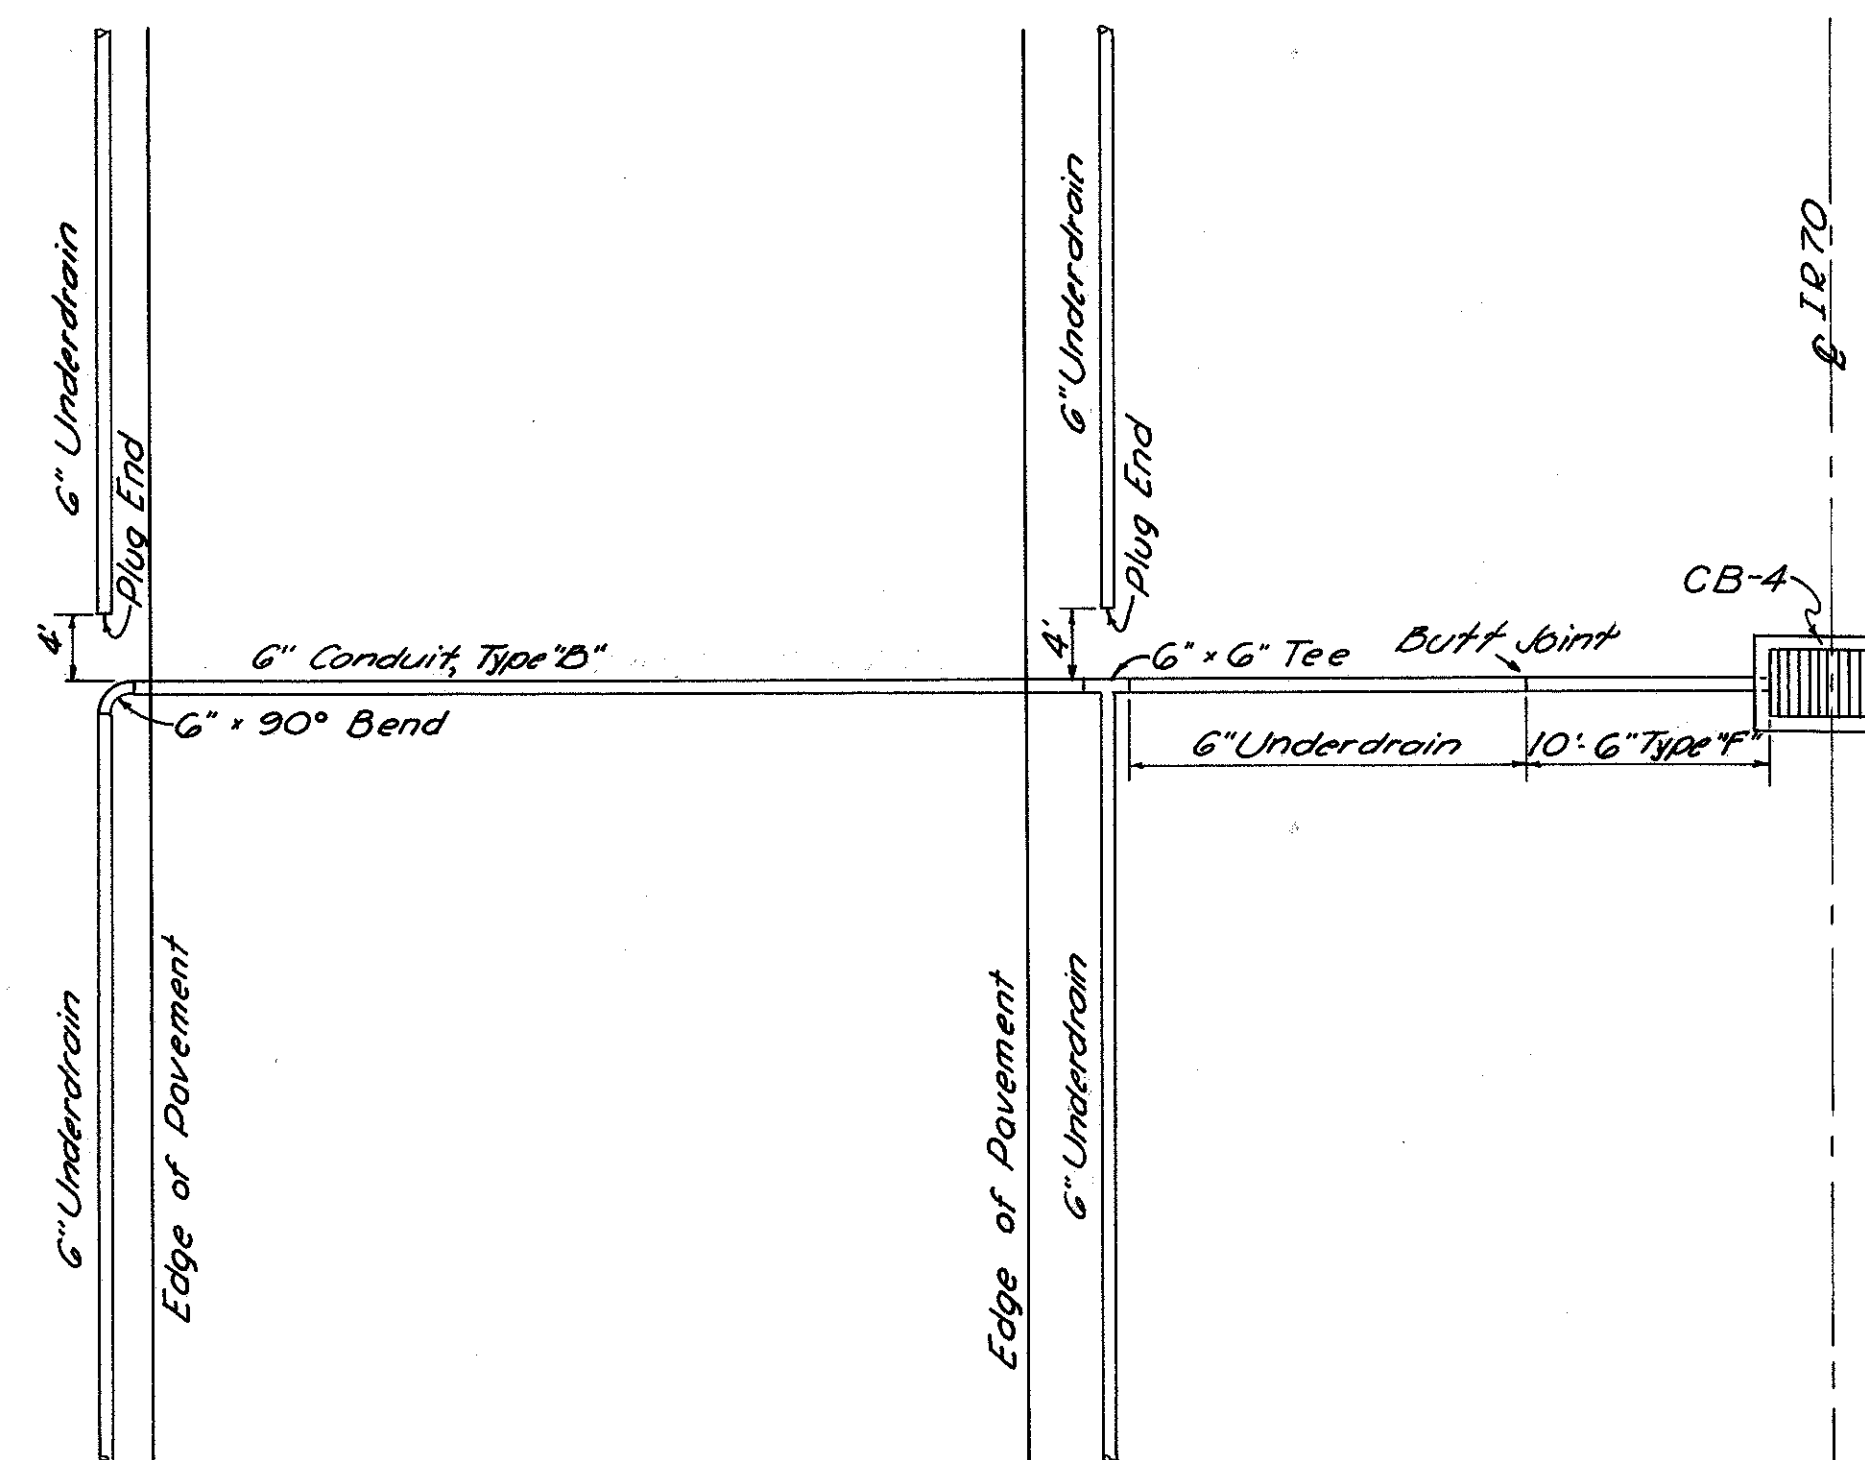 6" Underdrain
Plug End
4'
6" Underdrain
Plug End
4'
℄ IR 70
CB-4
6" Conduit, Type "B"
6" x 6" Tee
Butt Joint
6" x 90° Bend
6" Underdrain
10'-6" Type "F"
6" Underdrain
Edge of Pavement
Edge of Pavement
6" Underdrain